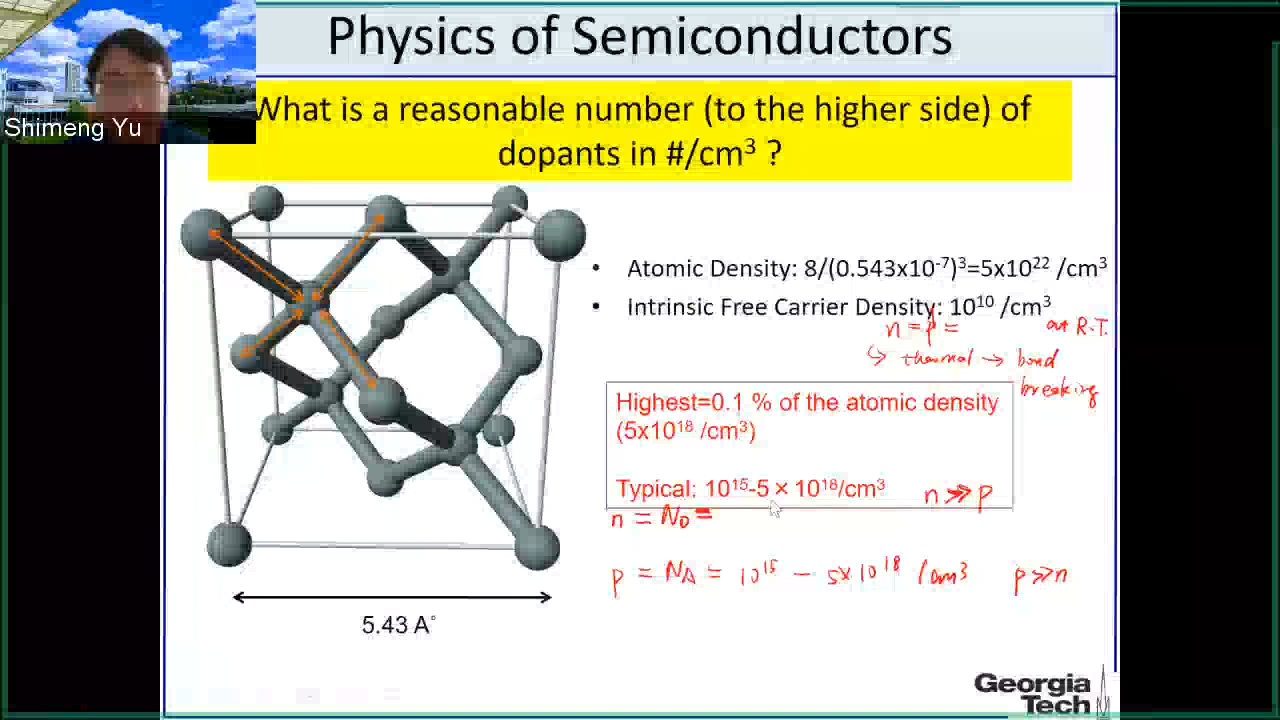 Physics of Semiconductors
Shimeng Yu
What is a reasonable number (to the higher side) of
dopants in #/cm³ ?
• Atomic Density: 8/(0.543x10⁻⁷)³=5x10²² /cm³
• Intrinsic Free Carrier Density: 10¹⁰ /cm³
n = p = at R.T.
↳ thermal → bond
breaking
Highest=0.1 % of the atomic density
(5x10¹⁸ /cm³)
Typical: 10¹⁵-5 × 10¹⁸/cm³ n ≫ p
n = N_D =
p = N_A = 10¹⁵ – 5x10¹⁸ /cm³ p≫n
5.43 A°
Georgia
Tech